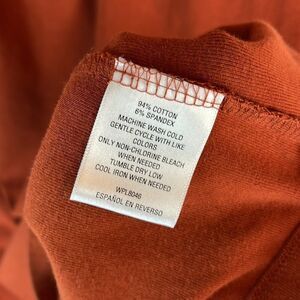 94% COTTON
6% SPANDEX
MACHINE WASH COLD
GENTLE CYCLE WITH LIKE
COLORS
ONLY NON-CHLORINE BLEACH
WHEN NEEDED
TUMBLE DRY LOW
COOL IRON WHEN NEEDED
WPL8046
ESPAÑOL EN REVERSO